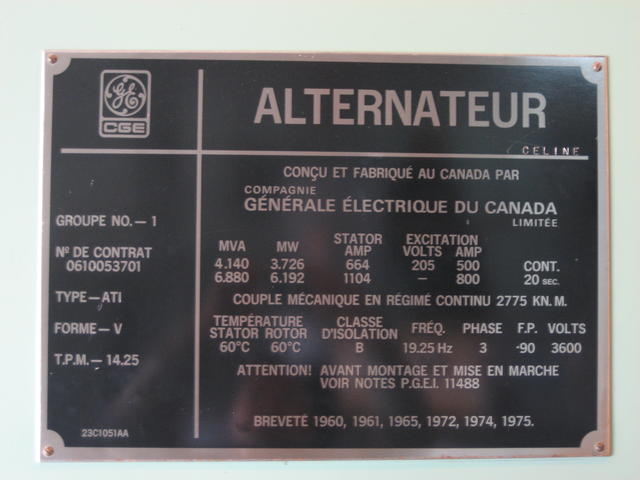 GE
CGE
ALTERNATEUR
CELINE
CONÇU ET FABRIQUÉ AU CANADA PAR
COMPAGNIE
GÉNÉRALE ÉLECTRIQUE DU CANADA
LIMITÉE
GROUPE NO. — 1
Nº DE CONTRAT
0610053701
TYPE — ATI
FORME — V
T.P.M. — 14.25
23C1051AA
STATOR EXCITATION
MVA MW AMP VOLTS AMP
4.140 3.726 664 205 500 CONT.
6.880 6.192 1104 — 800 20 SEC.
COUPLE MÉCANIQUE EN RÉGIMÉ CONTINU 2775 KN.M.
TEMPÉRATURE CLASSE
STATOR ROTOR D'ISOLATION FRÉQ. PHASE F.P. VOLTS
60°C 60°C B 19.25 Hz 3 ·90 3600
ATTENTION! AVANT MONTAGE ET MISE EN MARCHE
VOIR NOTES P.G.E.I. 11488
BREVETÉ 1960, 1961, 1965, 1972, 1974, 1975.